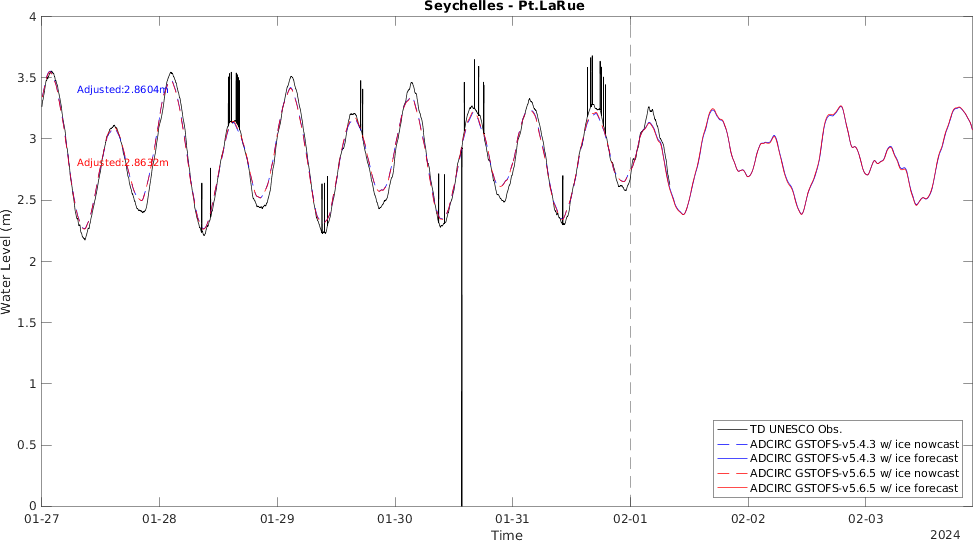 Seychelles - Pt.LaRue
4
3.5
3
2.5
2
1.5
1
0.5
0
Water Level (m)
Adjusted:2.8604m
Adjusted:2.8632m
TD UNESCO Obs.
ADCIRC GSTOFS-v5.4.3 w/ ice nowcast
ADCIRC GSTOFS-v5.4.3 w/ ice forecast
ADCIRC GSTOFS-v5.6.5 w/ ice nowcast
ADCIRC GSTOFS-v5.6.5 w/ ice forecast
01-27 01-28 01-29 01-30 01-31 02-01 02-02 02-03
Time
2024